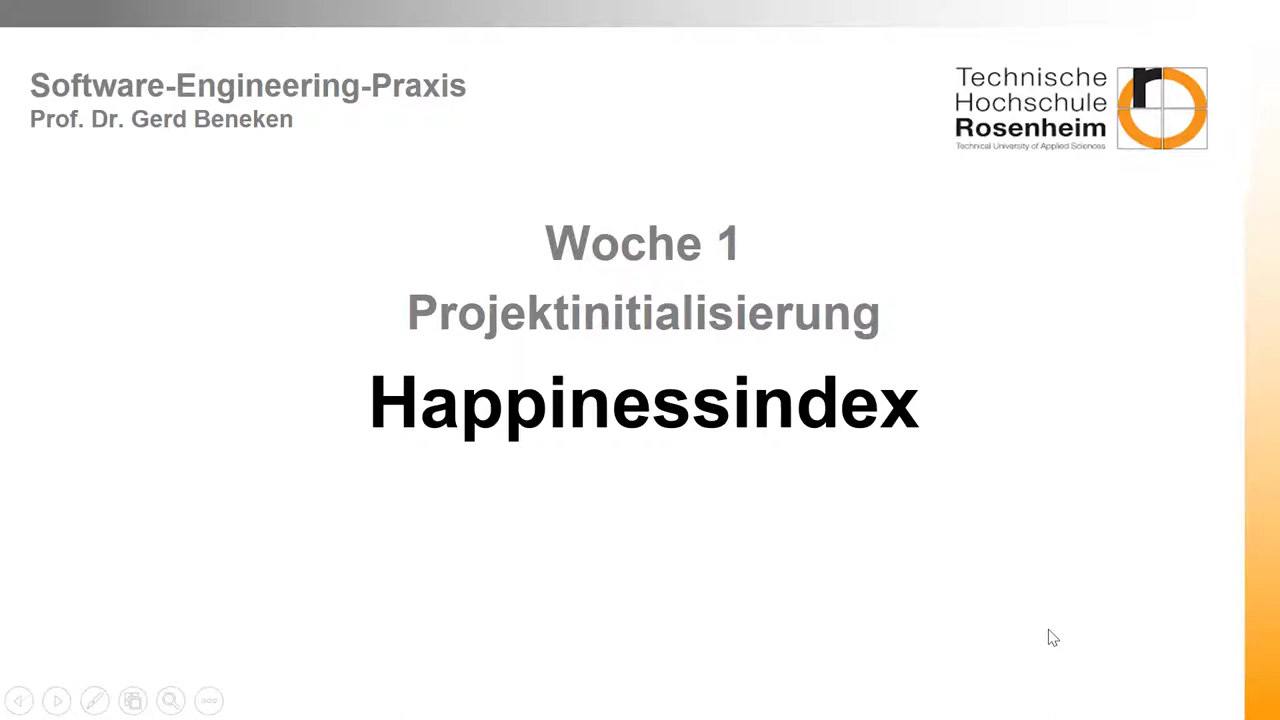 Software-Engineering-Praxis
Prof. Dr. Gerd Beneken
Technische
Hochschule
Rosenheim
Technical University of Applied Sciences
Woche 1
Projektinitialisierung
Happinessindex